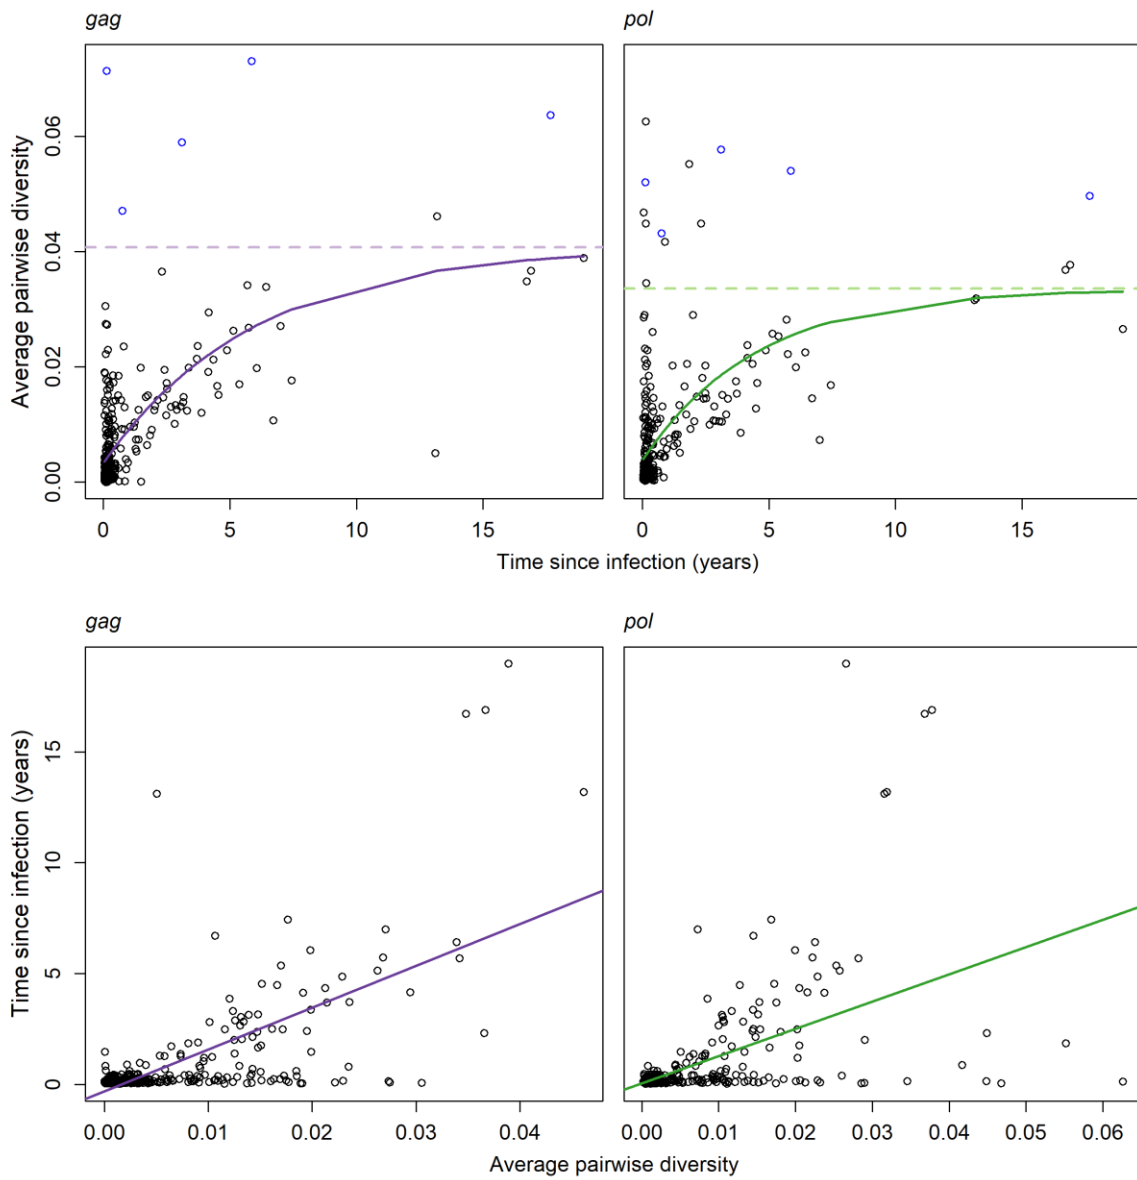 gag
pol
Average pairwise diversity
0.06
0.04
0.02
0.00
0 5 10 15
0 5 10 15
Time since infection (years)
gag
pol
Time since infection (years)
15
10
5
0
0.00 0.01 0.02 0.03 0.04
0.00 0.01 0.02 0.03 0.04 0.05 0.06
Average pairwise diversity